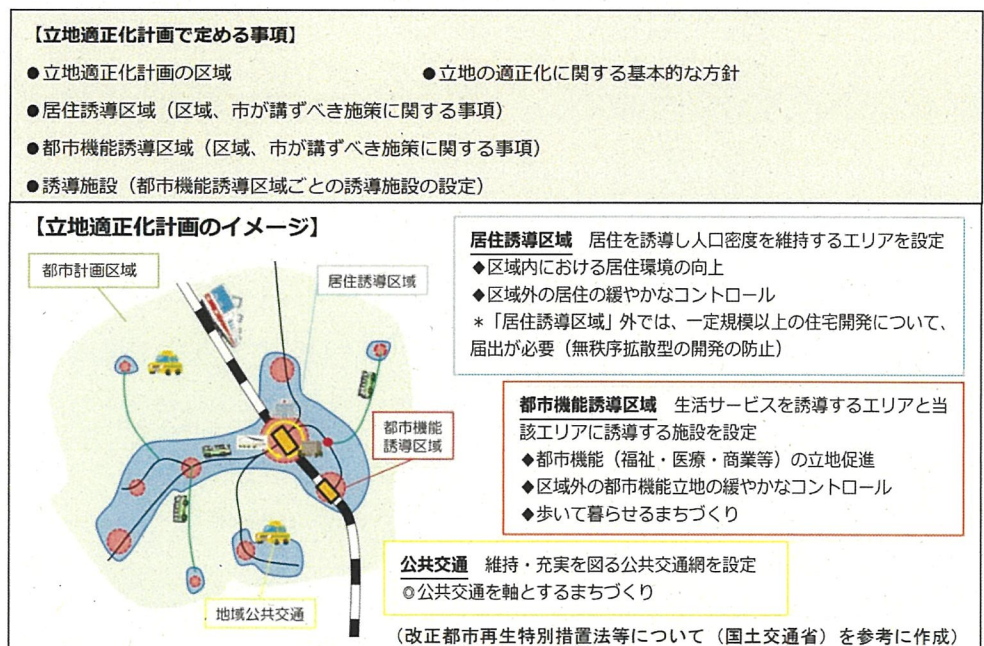 【立地適正化計画で定める事項】
●立地適正化計画の区域　●立地の適正化に関する基本的な方針
●居住誘導区域（区域、市が講ずべき施策に関する事項）
●都市機能誘導区域（区域、市が講ずべき施策に関する事項）
●誘導施設（都市機能誘導区域ごとの誘導施設の設定）
【立地適正化計画のイメージ】
都市計画区域
居住誘導区域
都市機能
誘導区域
地域公共交通
居住誘導区域　居住を誘導し人口密度を維持するエリアを設定
◆区域内における居住環境の向上
◆区域外の居住の緩やかなコントロール
＊「居住誘導区域」外では、一定規模以上の住宅開発について、
届出が必要（無秩序拡散型の開発の防止）
都市機能誘導区域　生活サービスを誘導するエリアと当
該エリアに誘導する施設を設定
◆都市機能（福祉・医療・商業等）の立地促進
◆区域外の都市機能立地の緩やかなコントロール
◆歩いて暮らせるまちづくり
公共交通　維持・充実を図る公共交通網を設定
◎公共交通を軸とするまちづくり
（改正都市再生特別措置法等について（国土交通省）を参考に作成）